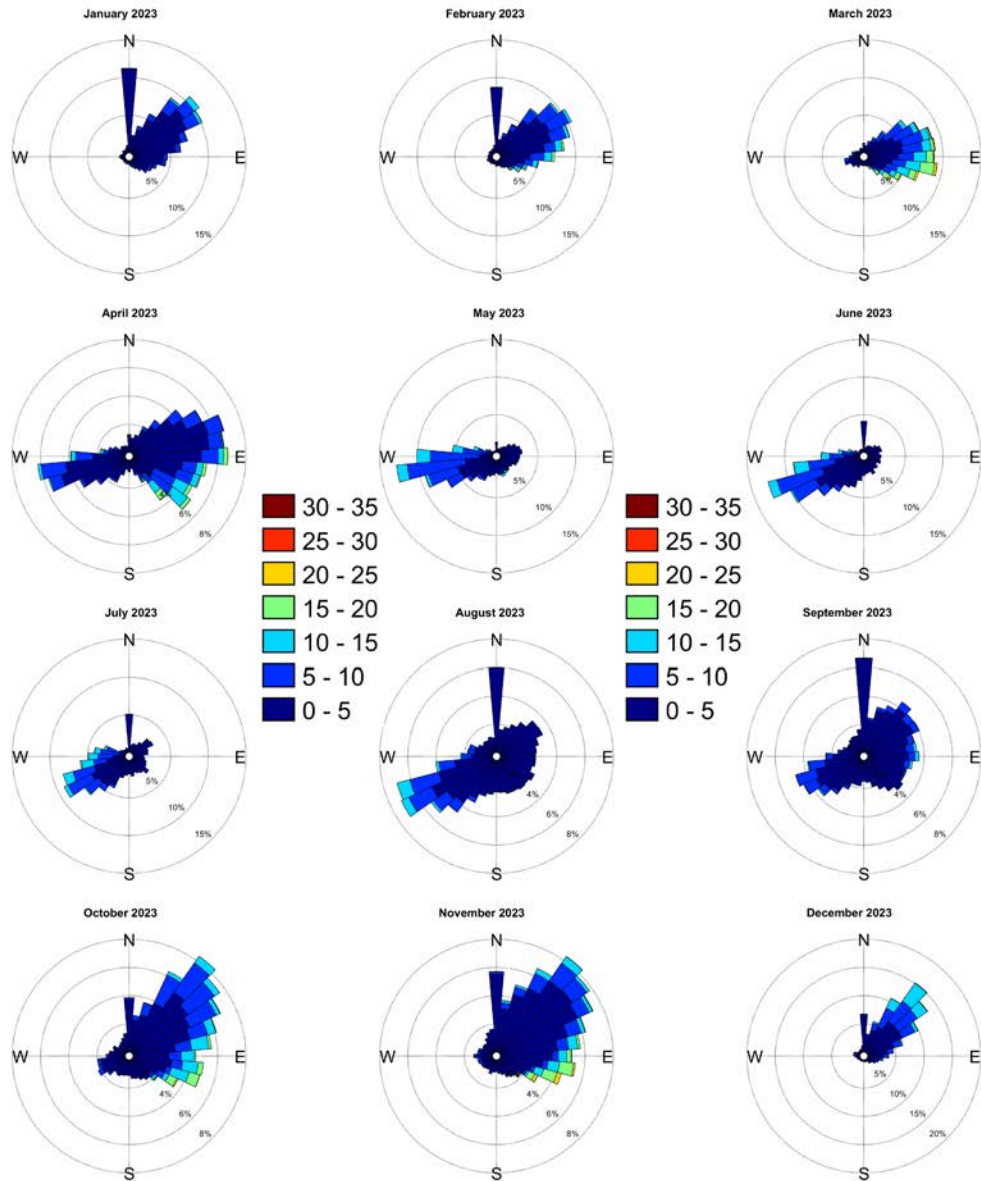 January 2023
N
W
E
S
5%
10%
15%
February 2023
N
W
E
S
5%
10%
15%
March 2023
N
W
E
S
5%
10%
15%
April 2023
N
W
E
S
6%
8%
May 2023
N
W
E
S
5%
10%
15%
June 2023
N
W
E
S
5%
10%
15%
30 - 35
25 - 30
20 - 25
15 - 20
10 - 15
5 - 10
0 - 5
30 - 35
25 - 30
20 - 25
15 - 20
10 - 15
5 - 10
0 - 5
July 2023
N
W
E
S
5%
10%
15%
August 2023
N
W
E
S
4%
6%
8%
September 2023
N
W
E
S
4%
6%
8%
October 2023
N
W
E
S
4%
6%
8%
November 2023
N
W
E
S
4%
6%
8%
December 2023
N
W
E
S
5%
10%
15%
20%